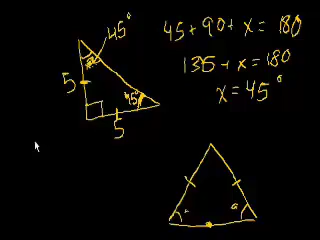 45°
45 + 90 + x = 180
135 + x = 180
x = 45°
5
45°
5